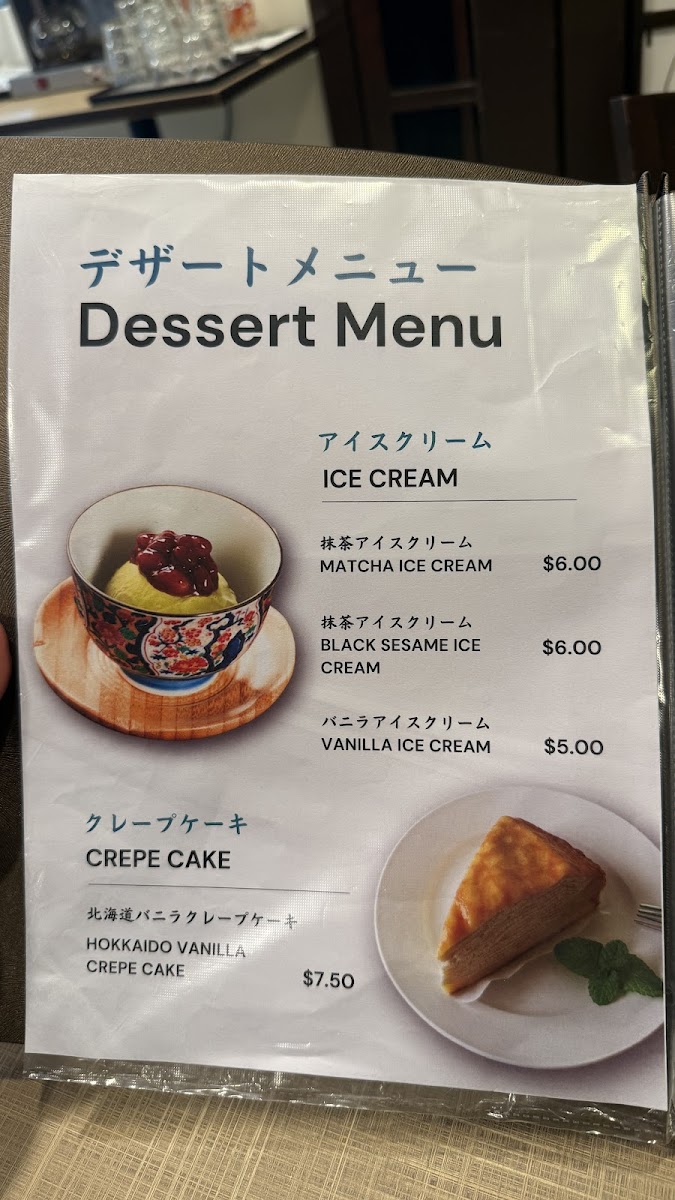 デザートメニュー
Dessert Menu
アイスクリーム
ICE CREAM
抹茶アイスクリーム
MATCHA ICE CREAM $6.00
抹茶アイスクリーム
BLACK SESAME ICE
CREAM $6.00
バニラアイスクリーム
VANILLA ICE CREAM $5.00
クレープケーキ
CREPE CAKE
北海道バニラクレープケーキ
HOKKAIDO VANILLA
CREPE CAKE $7.50